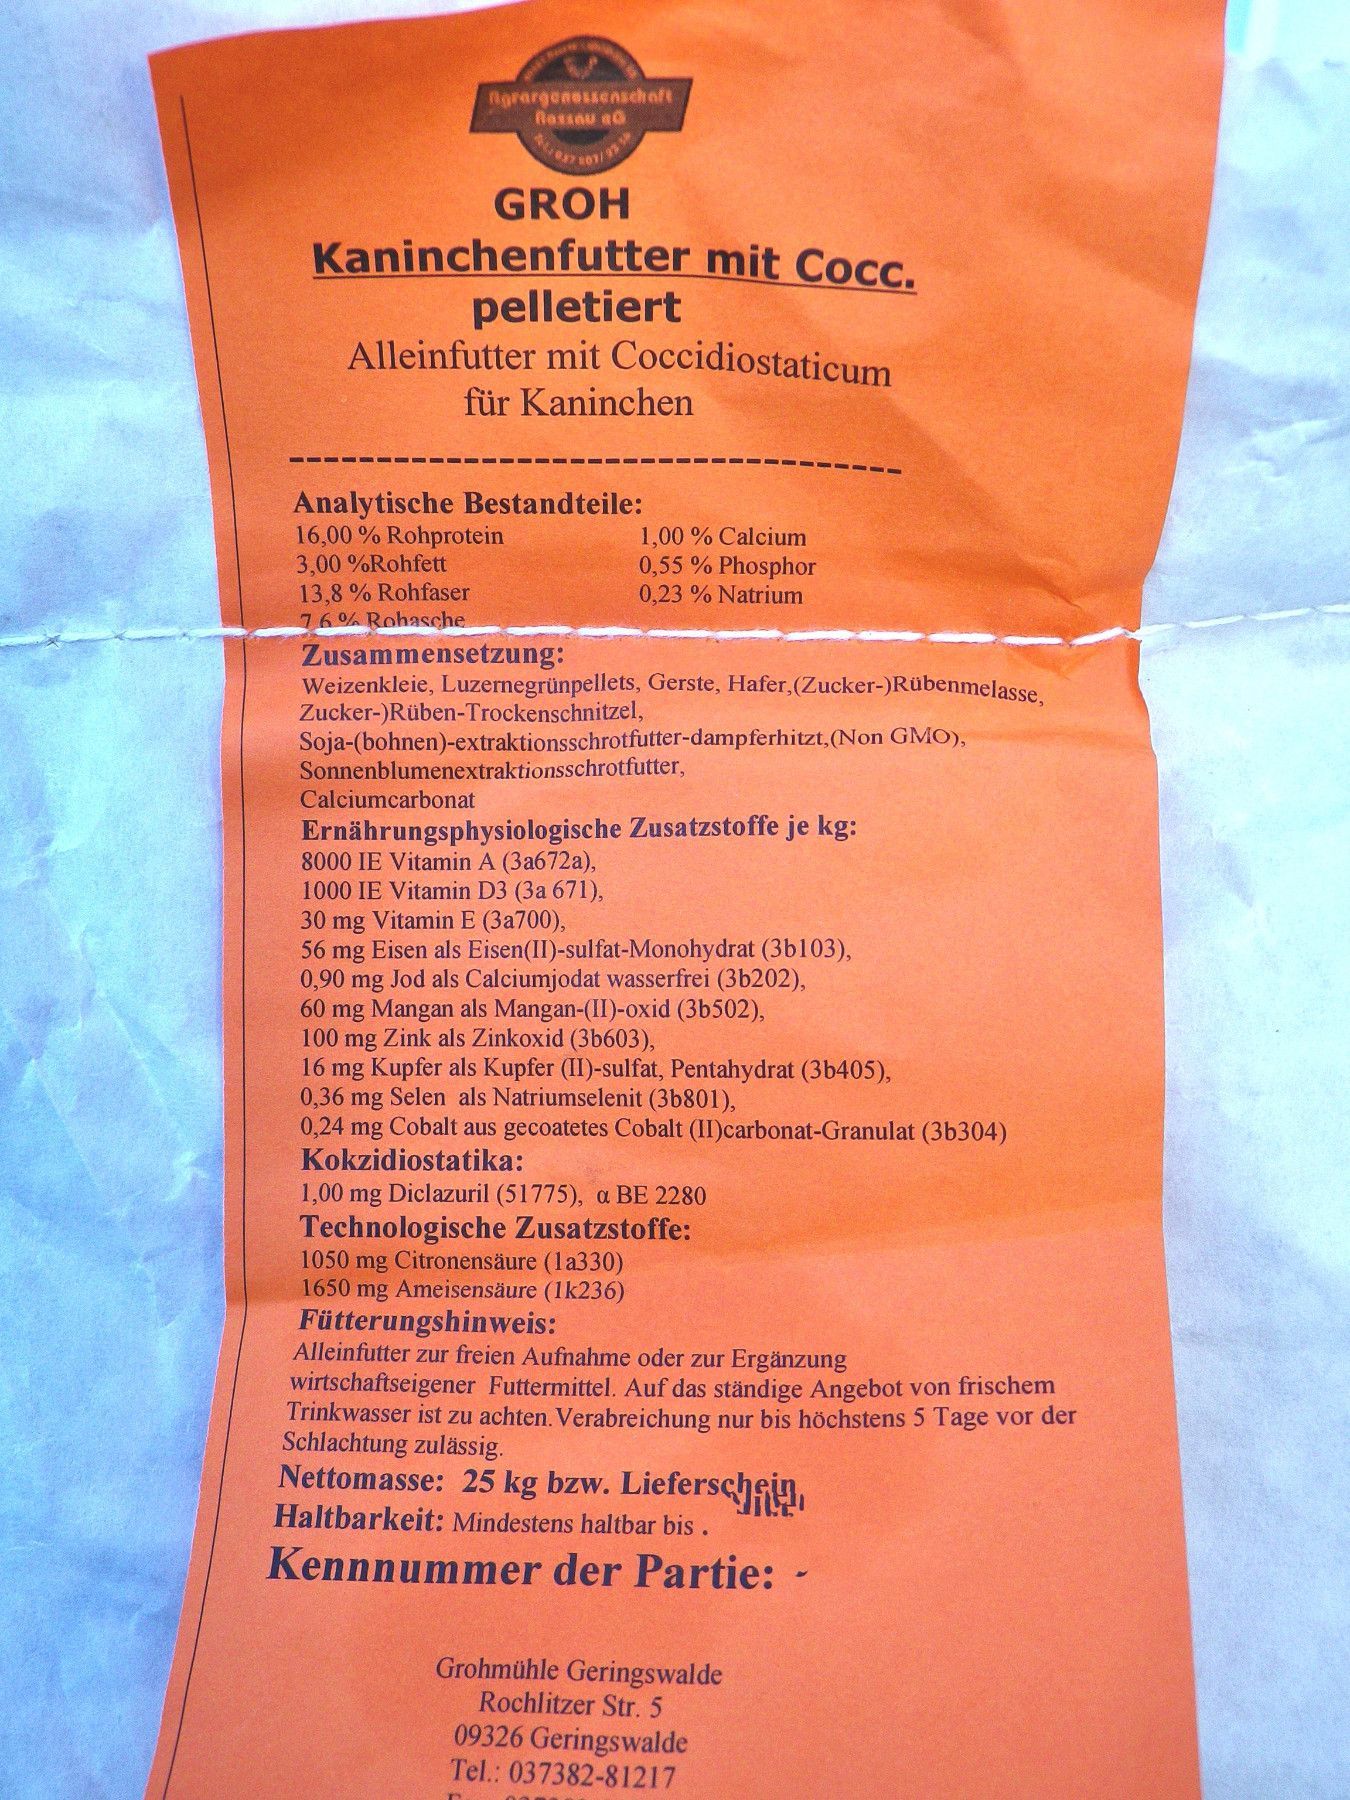 Agrargenossenschaft
Rossau eG
GROH
Kaninchenfutter mit Cocc.
pelletiert
Alleinfutter mit Coccidiostaticum
für Kaninchen
Analytische Bestandteile:
16,00 % Rohprotein 1,00 % Calcium
3,00 %Rohfett 0,55 % Phosphor
13,8 % Rohfaser 0,23 % Natrium
7,6 % Rohasche
Zusammensetzung:
Weizenkleie, Luzernegrünpellets, Gerste, Hafer,(Zucker-)Rübenmelasse,
Zucker-)Rüben-Trockenschnitzel,
Soja-(bohnen)-extraktionsschrotfutter-dampferhitzt,(Non GMO),
Sonnenblumenextraktionsschrotfutter,
Calciumcarbonat
Ernährungsphysiologische Zusatzstoffe je kg:
8000 IE Vitamin A (3a672a),
1000 IE Vitamin D3 (3a 671),
30 mg Vitamin E (3a700),
56 mg Eisen als Eisen(II)-sulfat-Monohydrat (3b103),
0,90 mg Jod als Calciumjodat wasserfrei (3b202),
60 mg Mangan als Mangan-(II)-oxid (3b502),
100 mg Zink als Zinkoxid (3b603),
16 mg Kupfer als Kupfer (II)-sulfat, Pentahydrat (3b405),
0,36 mg Selen als Natriumselenit (3b801),
0,24 mg Cobalt aus gecoatetes Cobalt (II)carbonat-Granulat (3b304)
Kokzidiostatika:
1,00 mg Diclazuril (51775), α BE 2280
Technologische Zusatzstoffe:
1050 mg Citronensäure (1a330)
1650 mg Ameisensäure (1k236)
Fütterungshinweis:
Alleinfutter zur freien Aufnahme oder zur Ergänzung
wirtschaftseigener Futtermittel. Auf das ständige Angebot von frischem
Trinkwasser ist zu achten.Verabreichung nur bis höchstens 5 Tage vor der
Schlachtung zulässig.
Nettomasse: 25 kg bzw. Lieferschein
Haltbarkeit: Mindestens haltbar bis .
Kennnummer der Partie: -
Grohmühle Geringswalde
Rochlitzer Str. 5
09326 Geringswalde
Tel.: 037382-81217